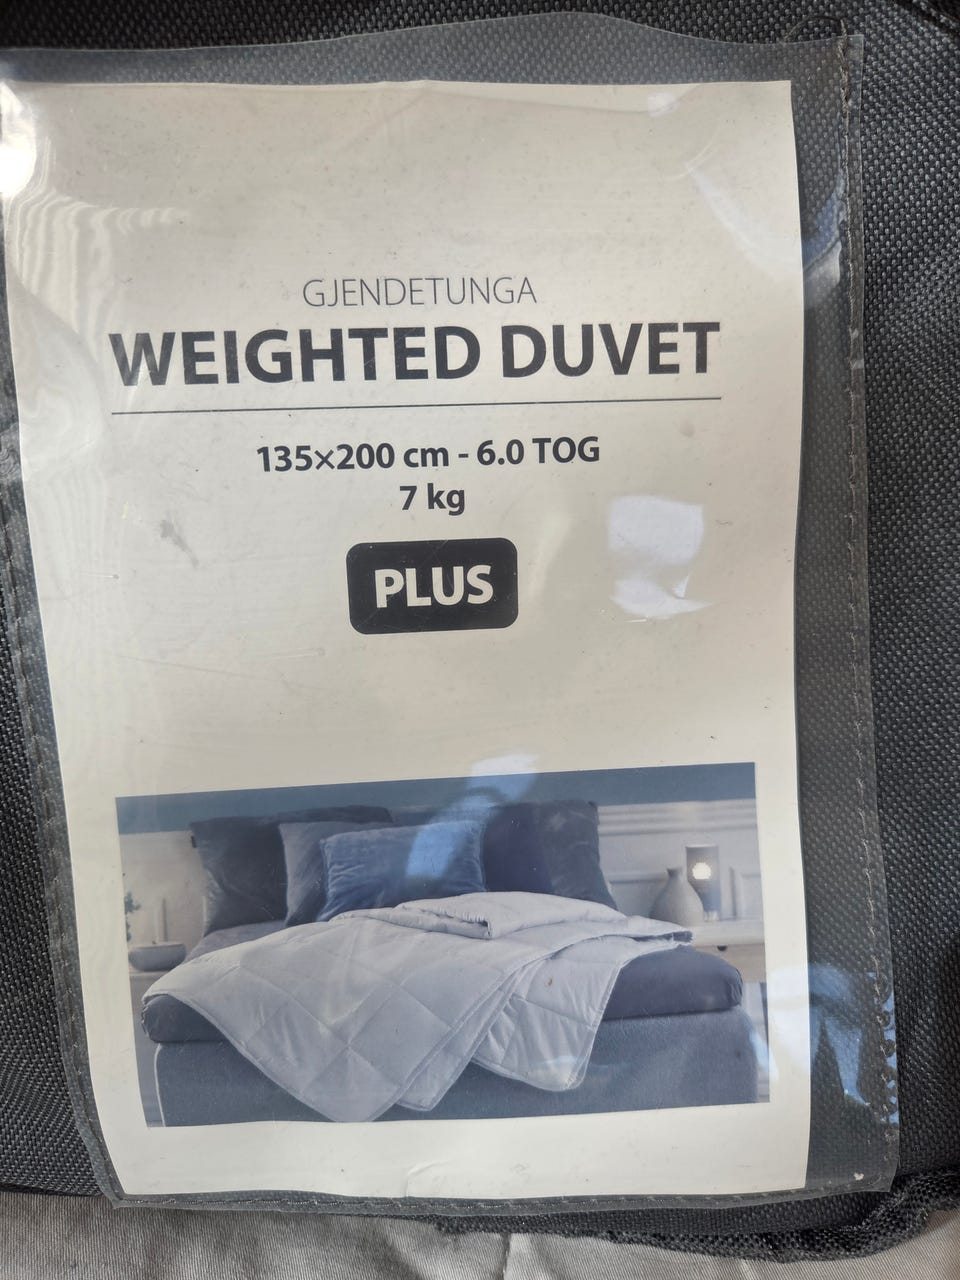 GJENDETUNGA
WEIGHTED DUVET
135×200 cm - 6.0 TOG
7 kg
PLUS